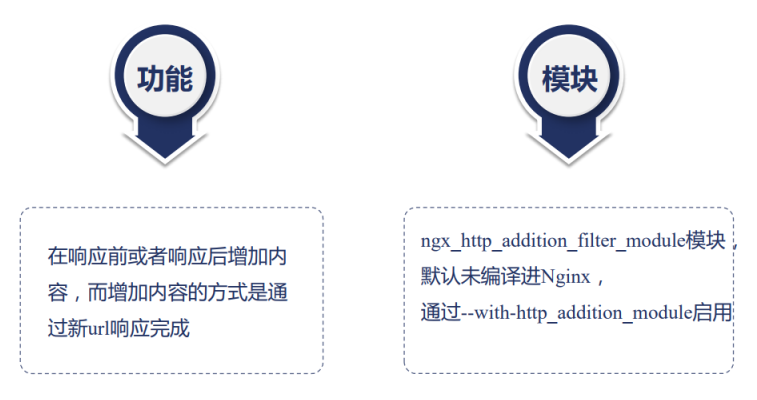 功能
在响应前或者响应后增加内
容，而增加内容的方式是通
过新url响应完成
模块
ngx_http_addition_filter_module模块，
默认未编译进Nginx，
通过--with-http_addition_module启用